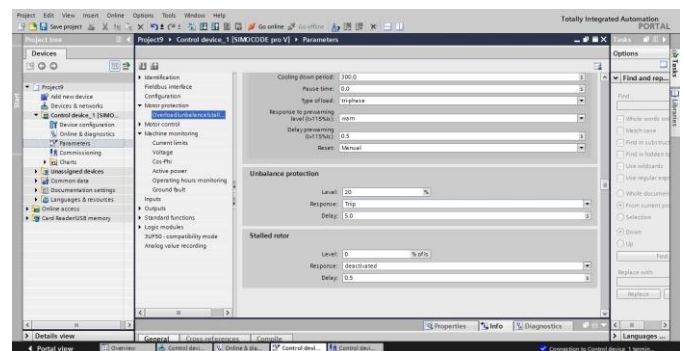 Project Edit View Insert Online Options Tools Window Help
Totally Integrated Automation
PORTAL
Save project
Go online
Go offline
Project tree
Project9 ▸ Control device_1 [SIMOCODE pro V] ▸ Parameters
Tasks
Devices
Options
Project9
Add new device
Devices & networks
Control device_1 [SIMO...
Device configuration
Online & diagnostics
Parameters
Commissioning
Charts
Unassigned devices
Common data
Documentation settings
Languages & resources
Online access
Card Reader/USB memory
Identification
Fieldbus interface
Configuration
Motor protection
Overload/unbalance/stall...
Motor control
Machine monitoring
Current limits
Voltage
Cos-Phi
Active power
Operating hours monitoring
Ground fault
Inputs
Outputs
Standard functions
Logic modules
3UF50 - compatibility mode
Analog value recording
Cooling down period: 300.0 s
Pause time: 0.0 s
Type of load: triphase
Response to prewarning
level (I>115%Is): warn
Delay prewarning
(I>115%Is): 0.5 s
Reset: Manual
Unbalance protection
Level: 20 %
Response: Trip
Delay: 5.0 s
Stalled rotor
Level: 0 % of Is
Response: deactivated
Delay: 0.5 s
Find and rep...
Find:
Whole words only
Match case
Find in substruct
Find in hidden te
Use wildcards
Use regular expr
Whole document
From current pos
Selection
Down
Up
Find
Replace with:
Replace
Tasks
Libraries
Languages ...
Properties
Info
Diagnostics
Details view
General
Cross-references
Compile
Portal view
Overview
Control devi...
Online & dia...
Control devi...
Control devi...
Connection to Control device_1 termin...